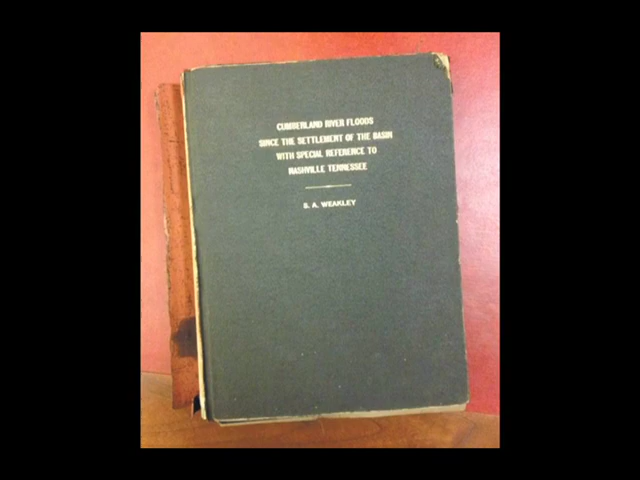 CUMBERLAND RIVER FLOODS
SINCE THE SETTLEMENT OF THE BASIN
WITH SPECIAL REFERENCE TO
NASHVILLE TENNESSEE
S. A. WEAKLEY